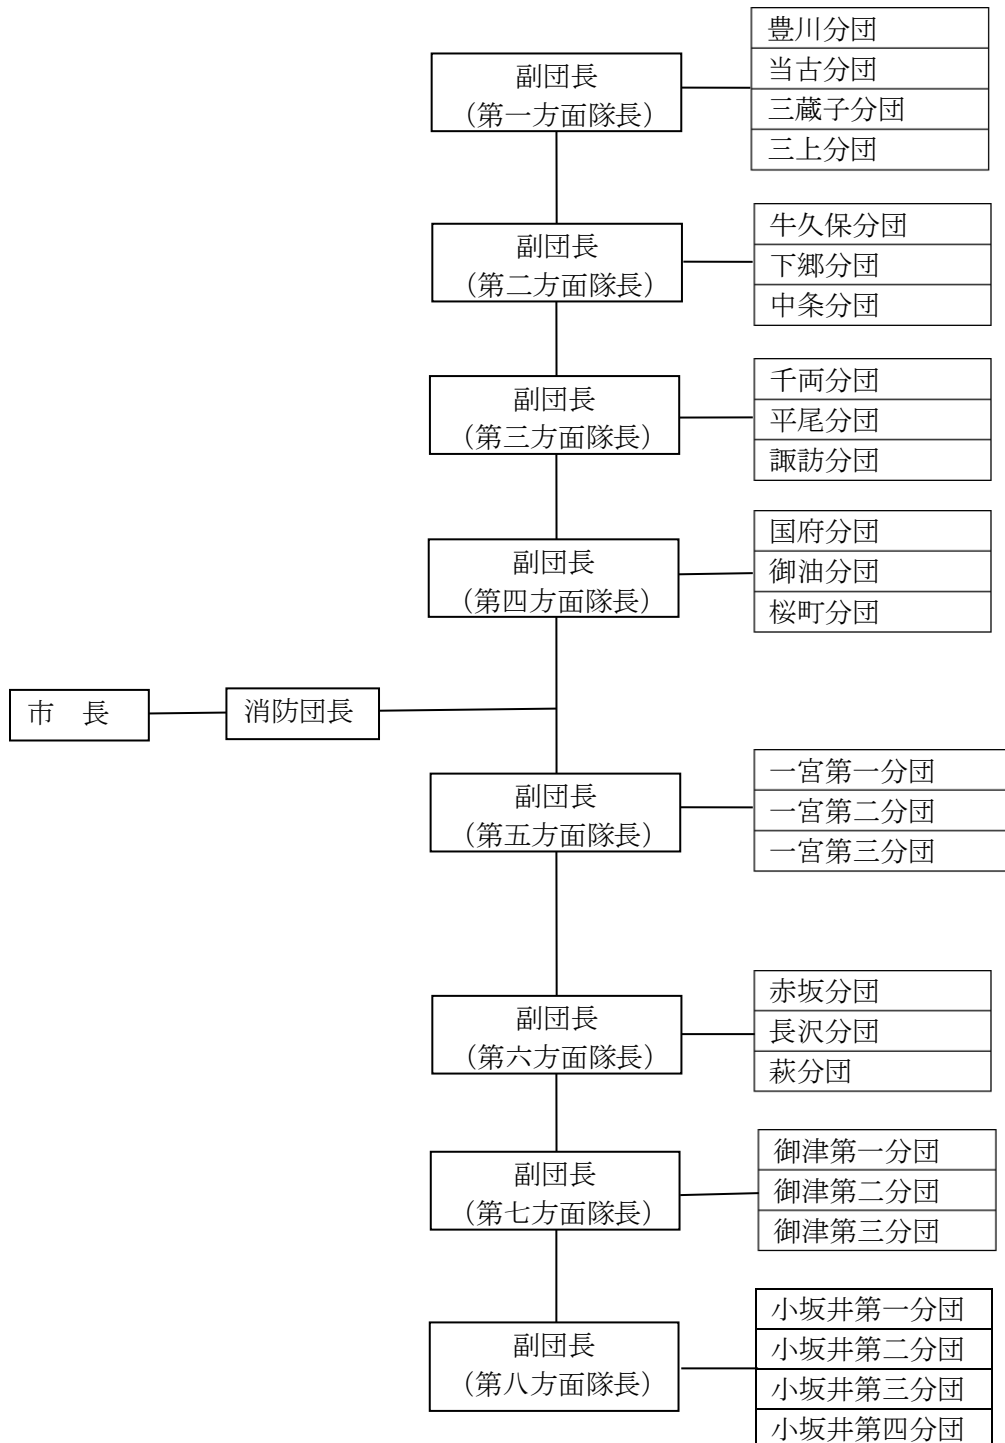 豊川分団
副団長
当古分団
（第一方面隊長）
三蔵子分団
三上分団
牛久保分団
副団長
下郷分団
（第二方面隊長）
中条分団
千両分団
副団長
平尾分団
（第三方面隊長）
諏訪分団
国府分団
副団長
御油分団
（第四方面隊長）
桜町分団
市　長
消防団長
一宮第一分団
副団長
一宮第二分団
（第五方面隊長）
一宮第三分団
赤坂分団
副団長
長沢分団
（第六方面隊長）
萩分団
御津第一分団
副団長
御津第二分団
（第七方面隊長）
御津第三分団
小坂井第一分団
副団長
小坂井第二分団
（第八方面隊長）
小坂井第三分団
小坂井第四分団